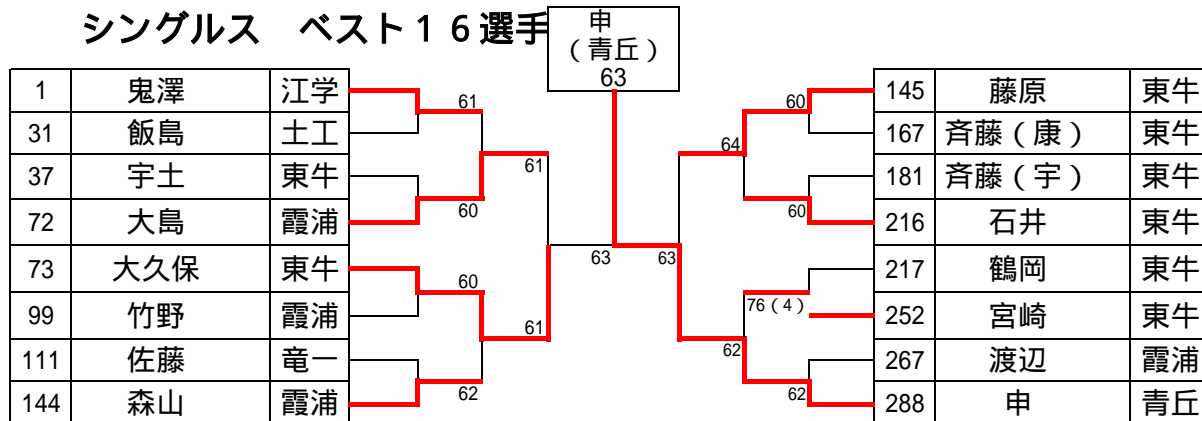 シングルス　ベスト１６選手
申
（青丘）
63
1 鬼澤 江学
31 飯島 土工
37 宇土 東牛
72 大島 霞浦
73 大久保 東牛
99 竹野 霞浦
111 佐藤 竜一
144 森山 霞浦
61
60
60
62
61
61
63
63
64
62
60
60
76（4）
62
145 藤原 東牛
167 斉藤（康） 東牛
181 斉藤（宇） 東牛
216 石井 東牛
217 鶴岡 東牛
252 宮崎 東牛
267 渡辺 霞浦
288 申 青丘